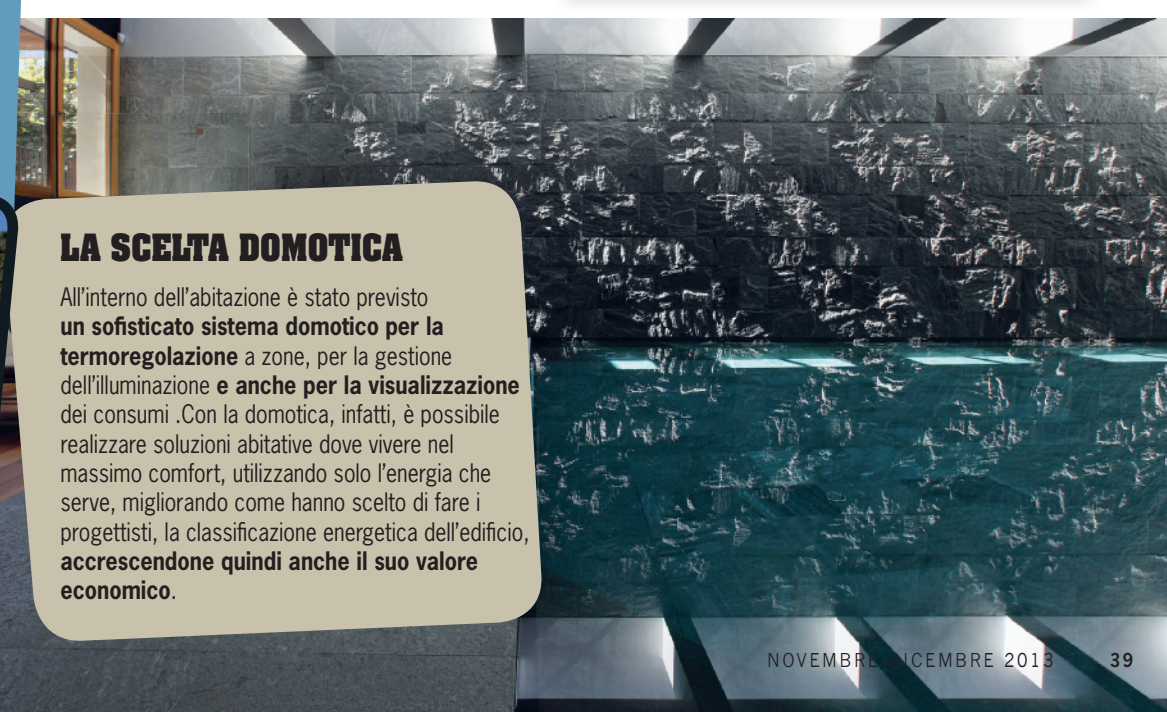 LA SCELTA DOMOTICA
All'interno dell'abitazione è stato previsto
un sofisticato sistema domotico per la
termoregolazione a zone, per la gestione
dell'illuminazione e anche per la visualizzazione
dei consumi .Con la domotica, infatti, è possibile
realizzare soluzioni abitative dove vivere nel
massimo comfort, utilizzando solo l'energia che
serve, migliorando come hanno scelto di fare i
progettisti, la classificazione energetica dell'edificio,
accrescendone quindi anche il suo valore
economico.
NOVEMBRE DICEMBRE 2013 39